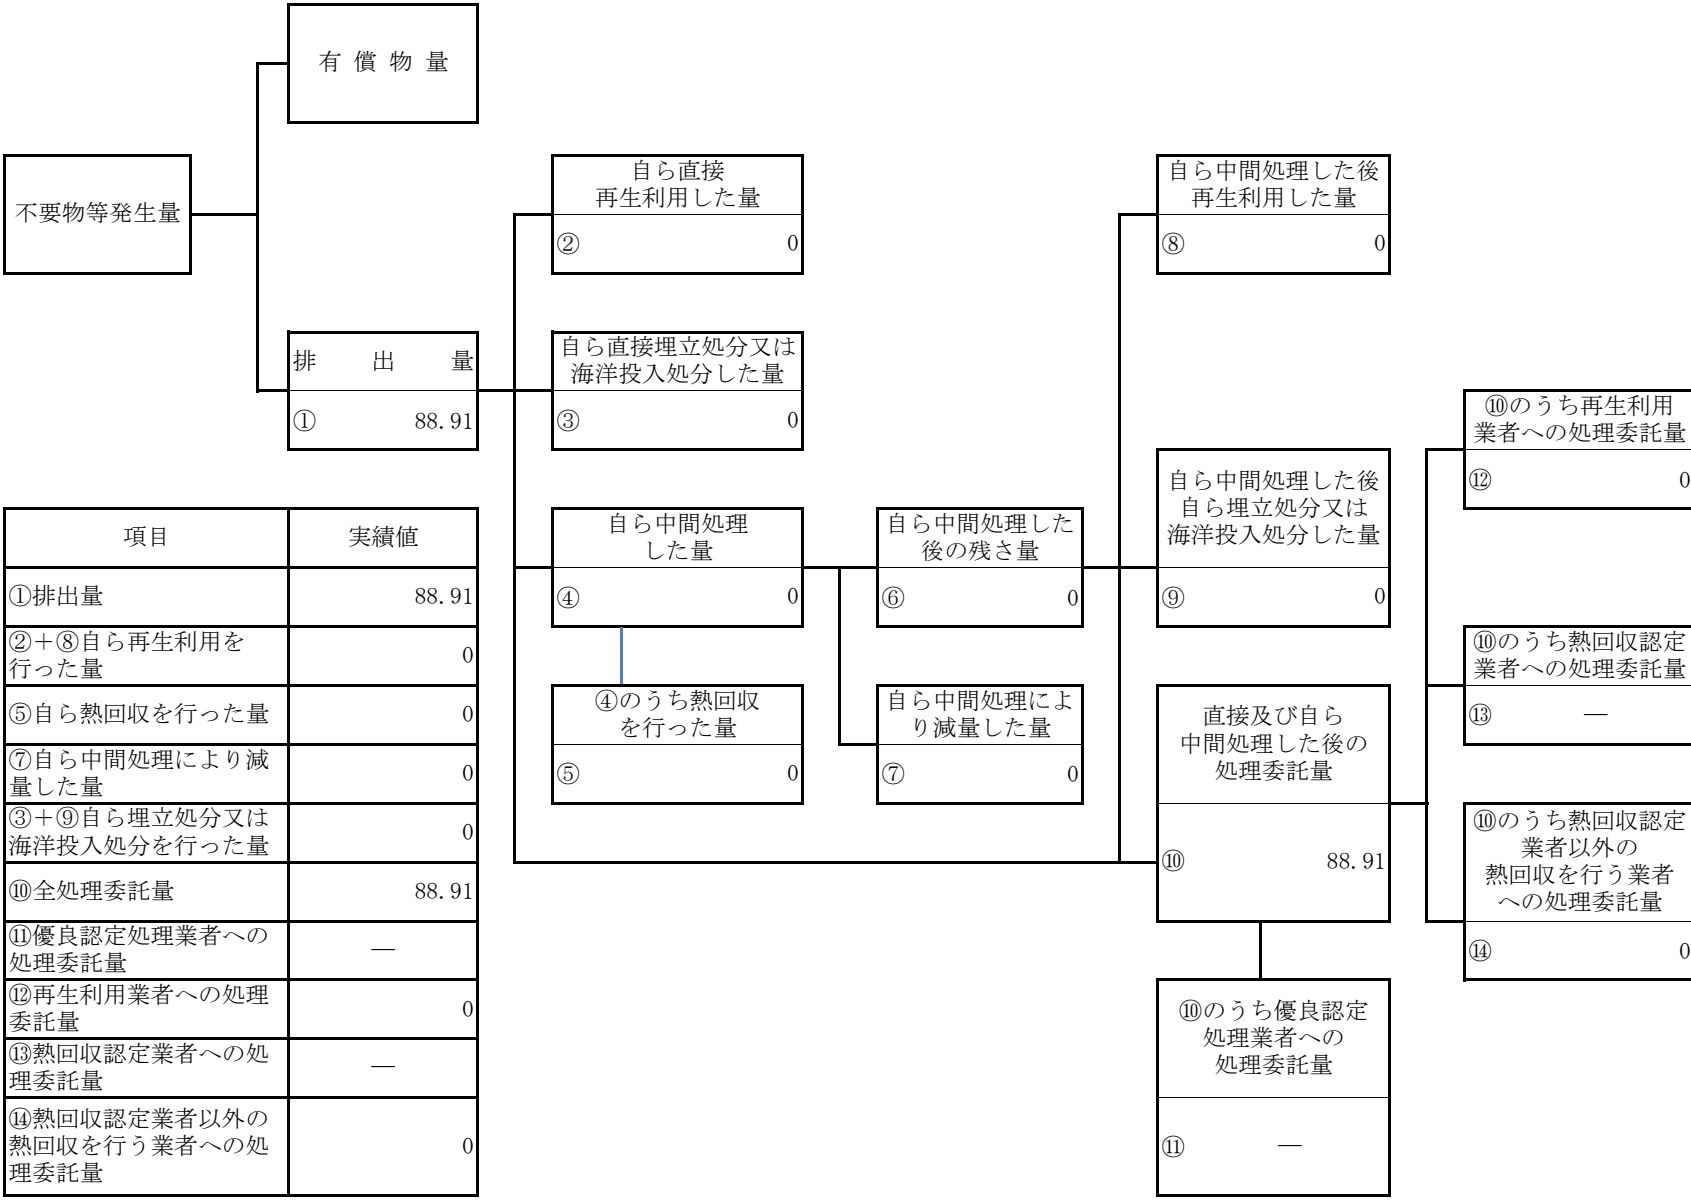 有償物量
不要物等発生量
自ら直接
再生利用した量
② 0
自ら中間処理した後
再生利用した量
⑧ 0
排出量
① 88.91
自ら直接埋立処分又は
海洋投入処分した量
③ 0
⑩のうち再生利用
業者への処理委託量
⑫ 0
自ら中間処理した後
自ら埋立処分又は
海洋投入処分した量
⑨ 0
自ら中間処理
した量
④ 0
自ら中間処理した
後の残さ量
⑥ 0
⑩のうち熱回収認定
業者への処理委託量
⑬ ―
④のうち熱回収
を行った量
⑤ 0
自ら中間処理によ
り減量した量
⑦ 0
直接及び自ら
中間処理した後の
処理委託量
⑩ 88.91
⑩のうち熱回収認定
業者以外の
熱回収を行う業者
への処理委託量
⑭ 0
⑩のうち優良認定
処理業者への
処理委託量
⑪ ―
項目 実績値
①排出量 88.91
②＋⑧自ら再生利用を
行った量 0
⑤自ら熱回収を行った量 0
⑦自ら中間処理により減
量した量 0
③＋⑨自ら埋立処分又は
海洋投入処分を行った量 0
⑩全処理委託量 88.91
⑪優良認定処理業者への
処理委託量 ―
⑫再生利用業者への処理
委託量 0
⑬熱回収認定業者への処
理委託量 ―
⑭熱回収認定業者以外の
熱回収を行う業者への処
理委託量 0